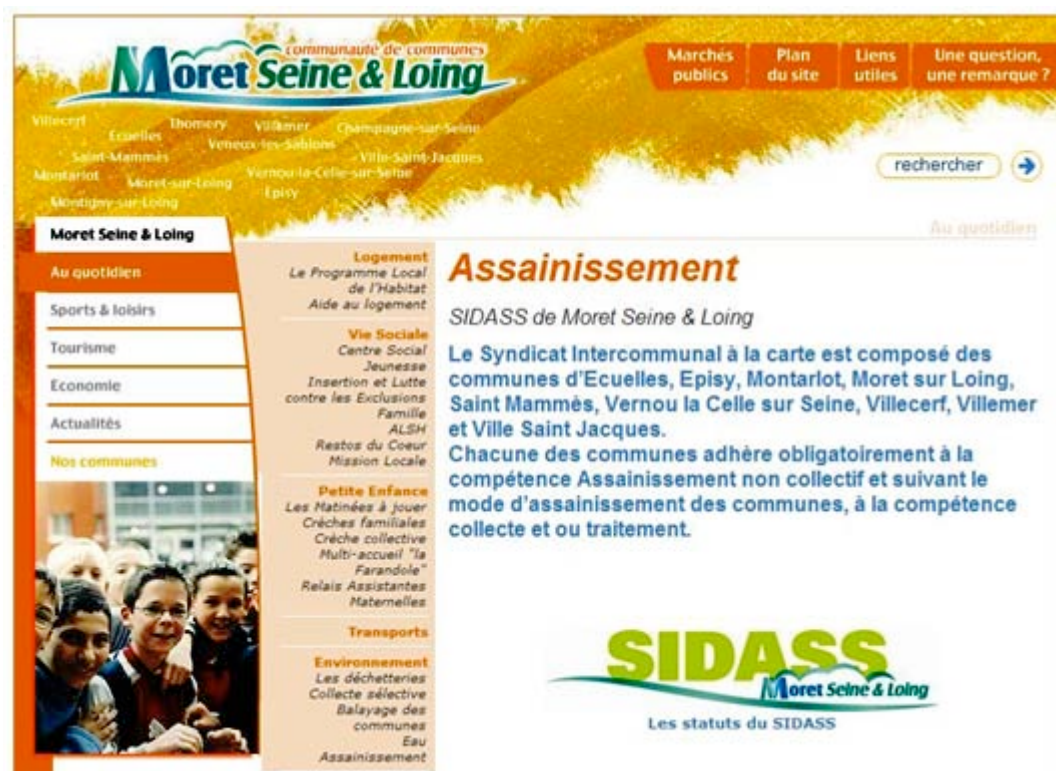 communauté de communes
Moret Seine & Loing
Marchés publics
Plan du site
Liens utiles
Une question, une remarque ?
Villecerf
Thomery
Villemer
Champagne-sur-Seine
Ecuelles
Veneux-les-Sablons
Saint-Mammès
Ville-Saint-Jacques
Montarlot
Moret-sur-Loing
Vernou-la-Celle-sur-Seine
Episy
Montigny-sur-Loing
rechercher
Au quotidien
Moret Seine & Loing
Au quotidien
Sports & loisirs
Tourisme
Economie
Actualités
Nos communes
Logement
Le Programme Local
de l'Habitat
Aide au logement
Vie Sociale
Centre Social
Jeunesse
Insertion et Lutte
contre les Exclusions
Famille
ALSH
Restos du Coeur
Mission Locale
Petite Enfance
Les Matinées à jouer
Crèches familiales
Crèche collective
Multi-accueil "la
Farandole"
Relais Assistantes
Maternelles
Transports
Environnement
Les déchetteries
Collecte sélective
Balayage des
communes
Eau
Assainissement
Assainissement
SIDASS de Moret Seine & Loing
Le Syndicat Intercommunal à la carte est composé des
communes d'Ecuelles, Episy, Montarlot, Moret sur Loing,
Saint Mammès, Vernou la Celle sur Seine, Villecerf, Villemer
et Ville Saint Jacques.
Chacune des communes adhère obligatoirement à la
compétence Assainissement non collectif et suivant le
mode d'assainissement des communes, à la compétence
collecte et ou traitement.
SIDASS
Moret Seine & Loing
Les statuts du SIDASS